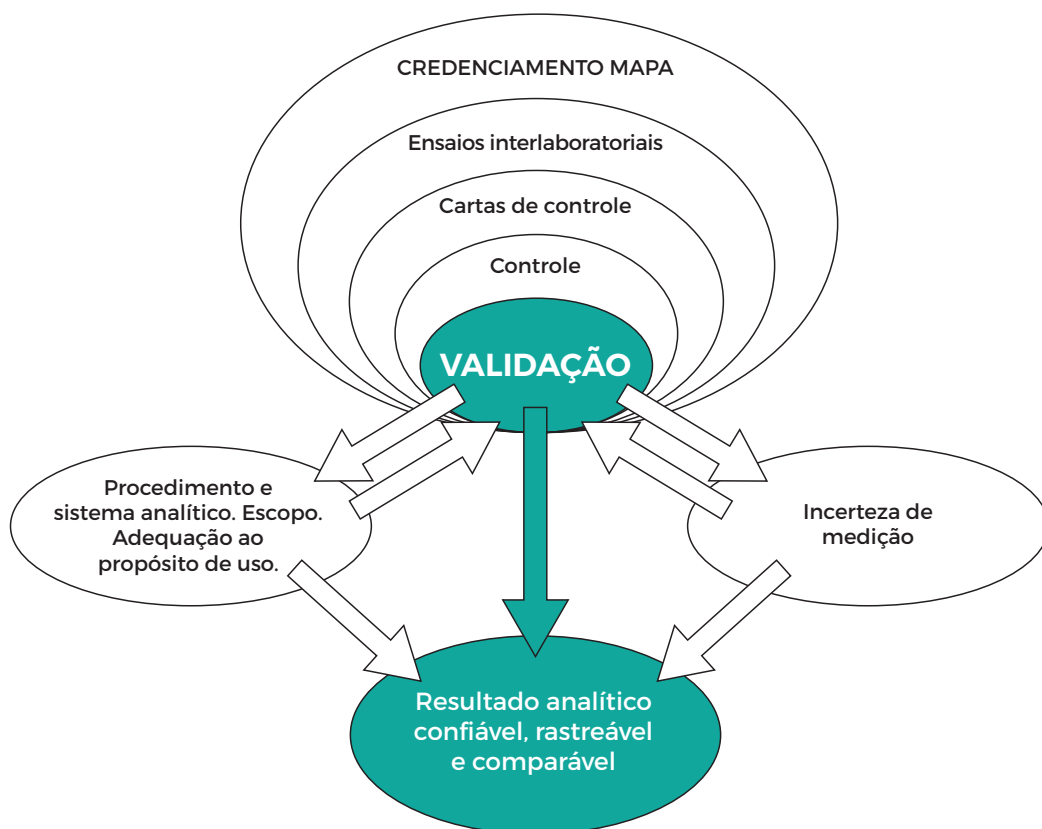 CREDENCIAMENTO MAPA
Ensaios interlaboratoriais
Cartas de controle
Controle
VALIDAÇÃO
Procedimento e
sistema analítico. Escopo.
Adequação ao
propósito de uso.
Incerteza de
medição
Resultado analítico
confiável, rastreável
e comparável